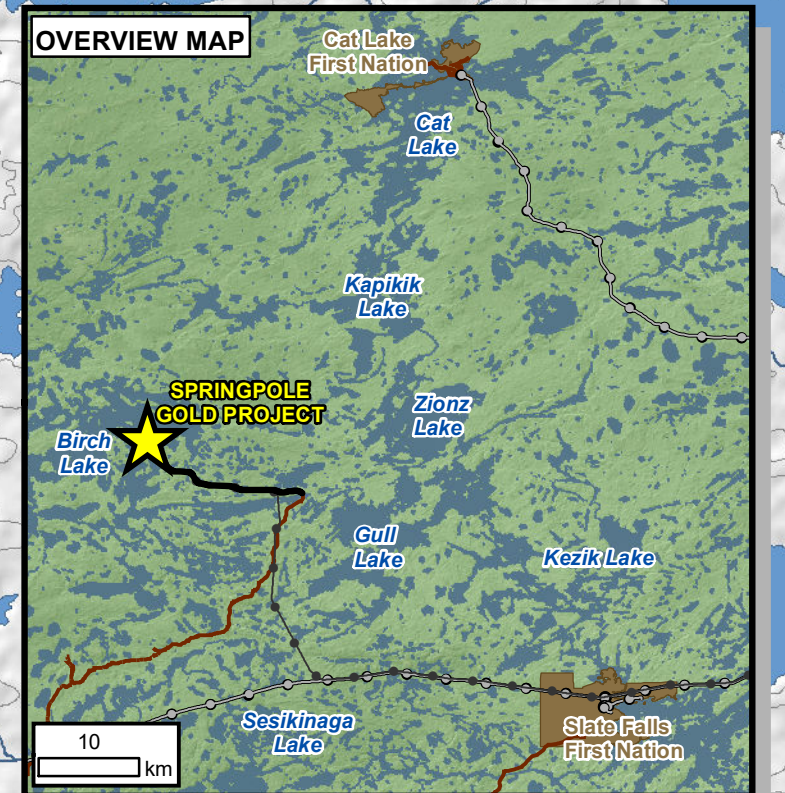 OVERVIEW MAP
Cat Lake
First Nation
Cat
Lake
Kapikik
Lake
SPRINGPOLE
GOLD PROJECT
Zionz
Lake
Birch
Lake
Gull
Lake
Kezik Lake
Sesikinaga
Lake
Slate Falls
First Nation
10
km